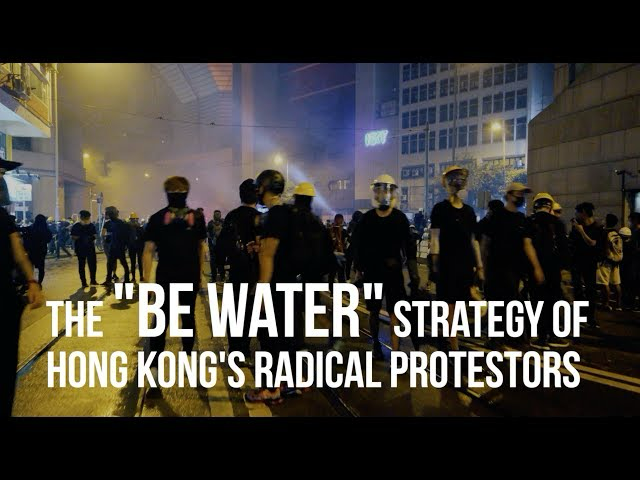 THE "BE WATER" STRATEGY OF
HONG KONG'S RADICAL PROTESTORS